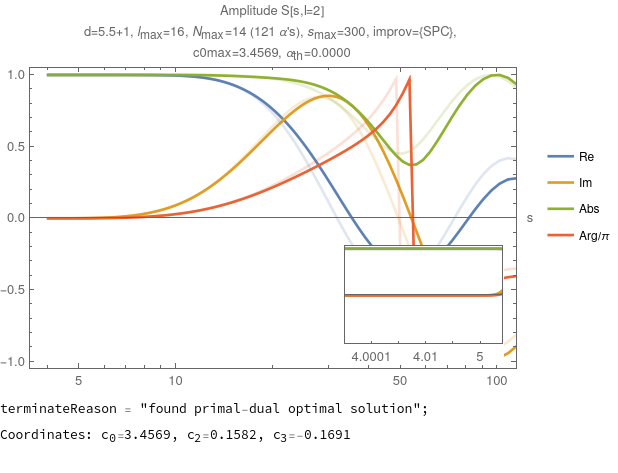 Amplitude S[s,l=2]
d=5.5+1, lmax=16, Nmax=14 (121 α's), smax=300, improv={SPC},
c0max=3.4569, αth=0.0000
1.0
0.5
0.0
−0.5
−1.0
s
Re
Im
Abs
Arg/π
4.0001 4.01 5
5 10 50 100
terminateReason = "found primal-dual optimal solution";
Coordinates: c0=3.4569, c2=0.1582, c3=-0.1691